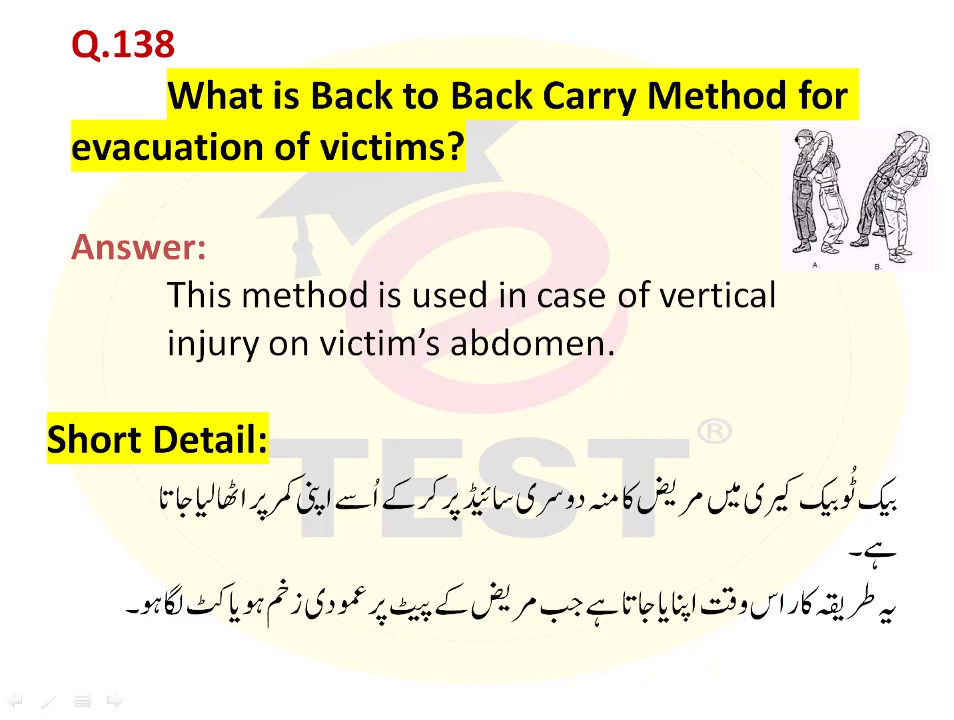 Q.138
What is Back to Back Carry Method for
evacuation of victims?
A.
B.
Answer:
This method is used in case of vertical
injury on victim's abdomen.
e
TEST®
Short Detail:
بیک ٹُو بیک کیری میں مریض کا منہ دوسری سائیڈ پر کر کے اُسے اپنی کمر پر اٹھا لیا جاتا
ہے۔
یہ طریقہ کار اس وقت اپنایا جاتا ہے جب مریض کے پیٹ پر عمودی زخم ہو یا کٹ لگا ہو۔